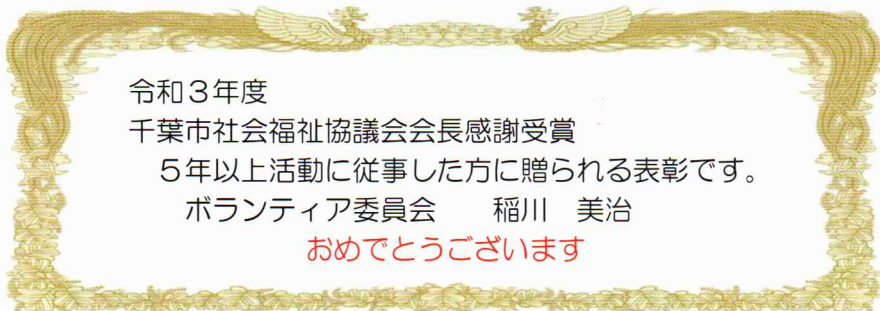 令和３年度
千葉市社会福祉協議会会長感謝受賞
５年以上活動に従事した方に贈られる表彰です。
ボランティア委員会　　稲川　美治
おめでとうございます